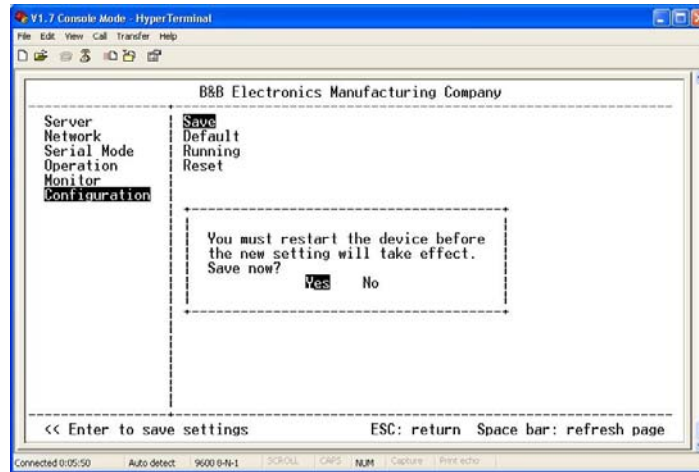 V1.7 Console Mode - HyperTerminal
File Edit View Call Transfer Help
B&B Electronics Manufacturing Company
Server
Network
Serial Mode
Operation
Monitor
Configuration
Save
Default
Running
Reset
You must restart the device before
the new setting will take effect.
Save now?
Yes No
<< Enter to save settings ESC: return Space bar: refresh page
Connected 0:05:50 Auto detect 9600 8-N-1 SCROLL CAPS NUM Capture Print echo